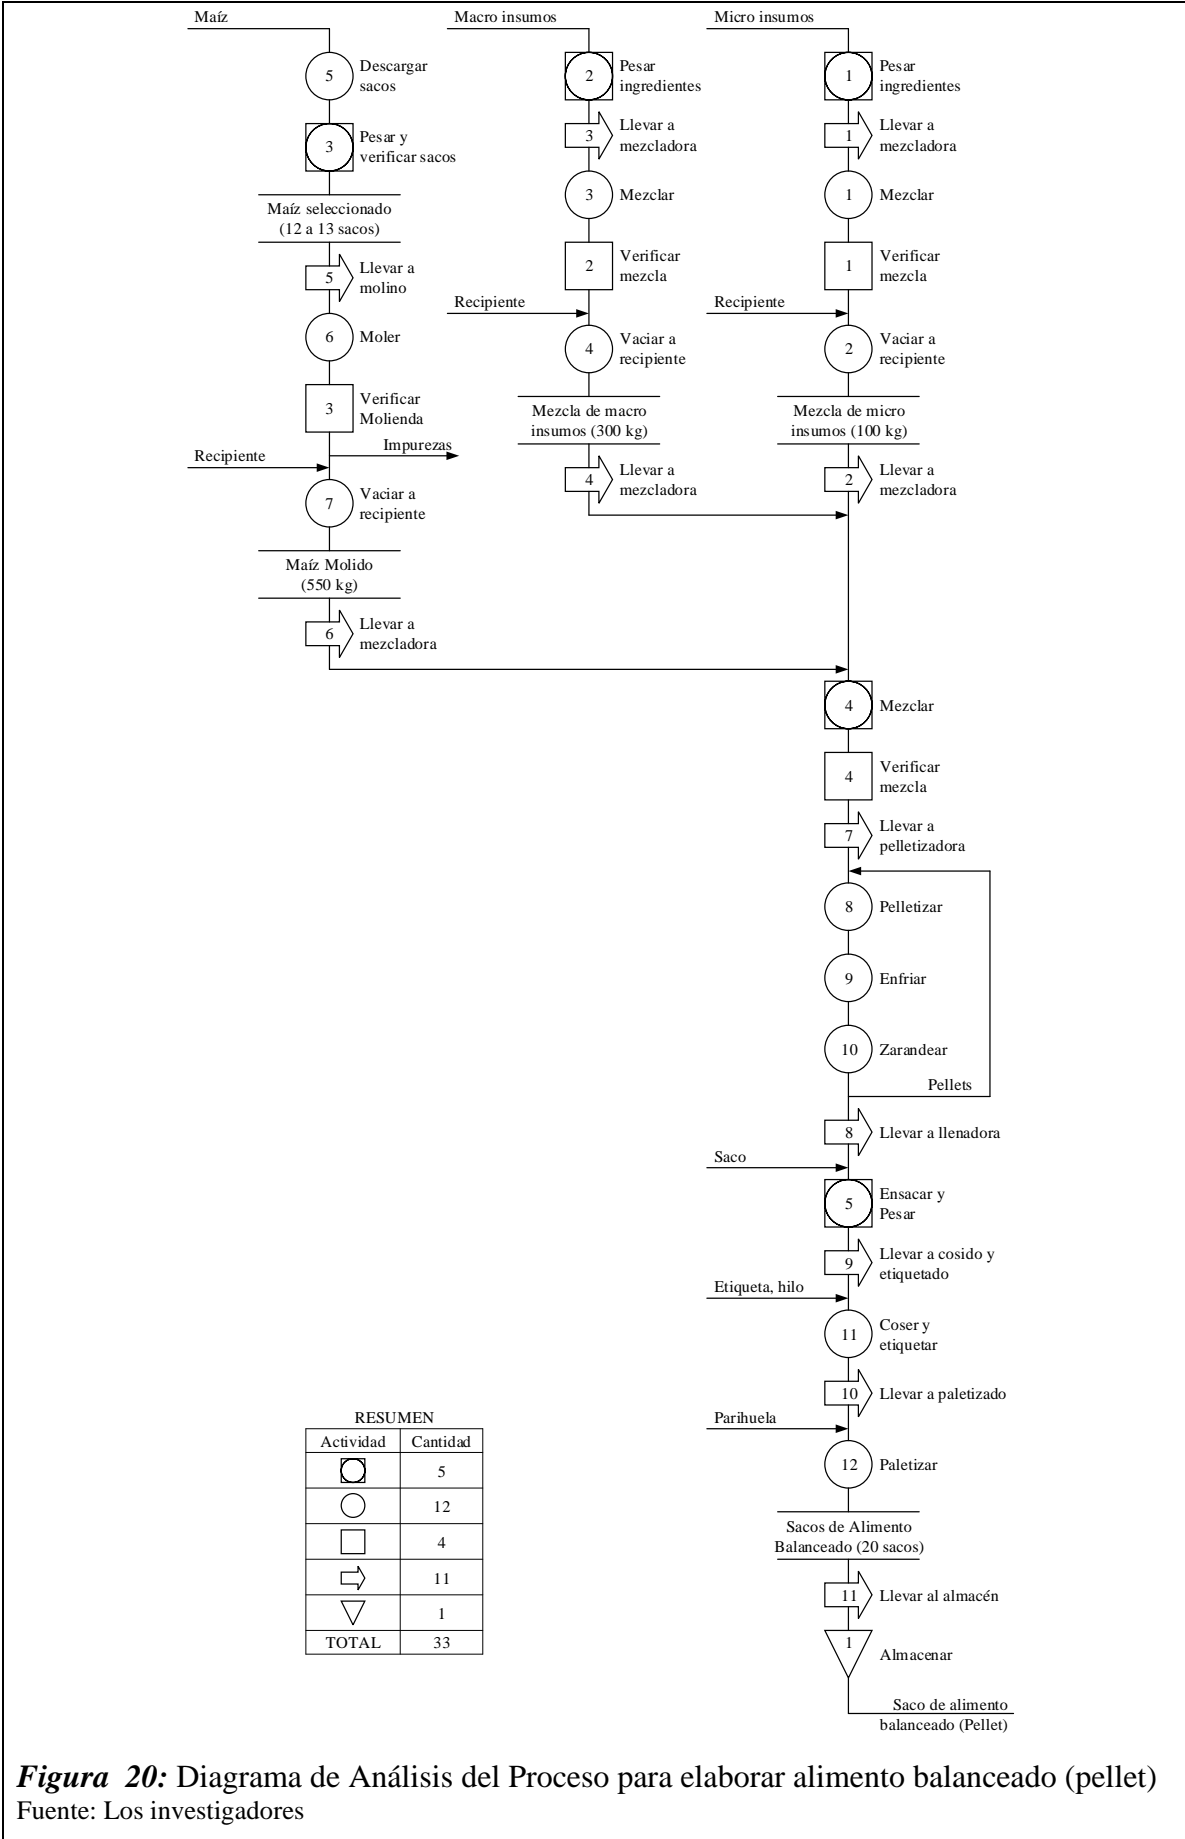 Maíz
5
Descargar
sacos
3
Pesar y
verificar sacos
Maíz seleccionado
(12 a 13 sacos)
5
Llevar a
molino
6
Moler
3
Verificar
Molienda
Impurezas
Recipiente
7
Vaciar a
recipiente
Maíz Molido
(550 kg)
6
Llevar a
mezcladora
Macro insumos
2
Pesar
ingredientes
3
Llevar a
mezcladora
3
Mezclar
2
Verificar
mezcla
Recipiente
4
Vaciar a
recipiente
Mezcla de macro
insumos (300 kg)
4
Llevar a
mezcladora
Micro insumos
1
Pesar
ingredientes
1
Llevar a
mezcladora
1
Mezclar
1
Verificar
mezcla
Recipiente
2
Vaciar a
recipiente
Mezcla de micro
insumos (100 kg)
2
Llevar a
mezcladora
4
Mezclar
4
Verificar
mezcla
7
Llevar a
pelletizadora
8
Pelletizar
9
Enfriar
10
Zarandear
Pellets
8
Llevar a llenadora
Saco
5
Ensacar y
Pesar
9
Llevar a cosido y
etiquetado
Etiqueta, hilo
11
Coser y
etiquetar
10
Llevar a paletizado
Parihuela
12
Paletizar
Sacos de Alimento
Balanceado (20 sacos)
11
Llevar al almacén
1
Almacenar
Saco de alimento
balanceado (Pellet)
RESUMEN
Actividad Cantidad
5
12
4
11
1
TOTAL 33
Figura 20: Diagrama de Análisis del Proceso para elaborar alimento balanceado (pellet)
Fuente: Los investigadores